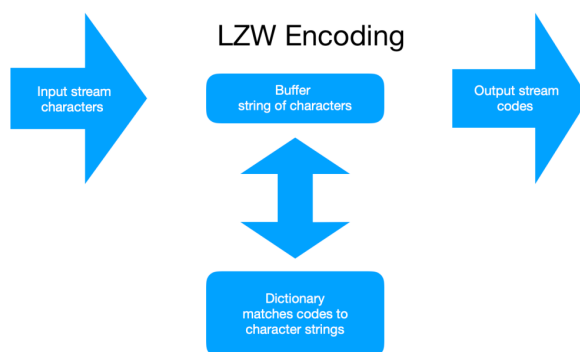 LZW Encoding
Input stream
characters
Buffer
string of characters
Output stream
codes
Dictionary
matches codes to
character strings